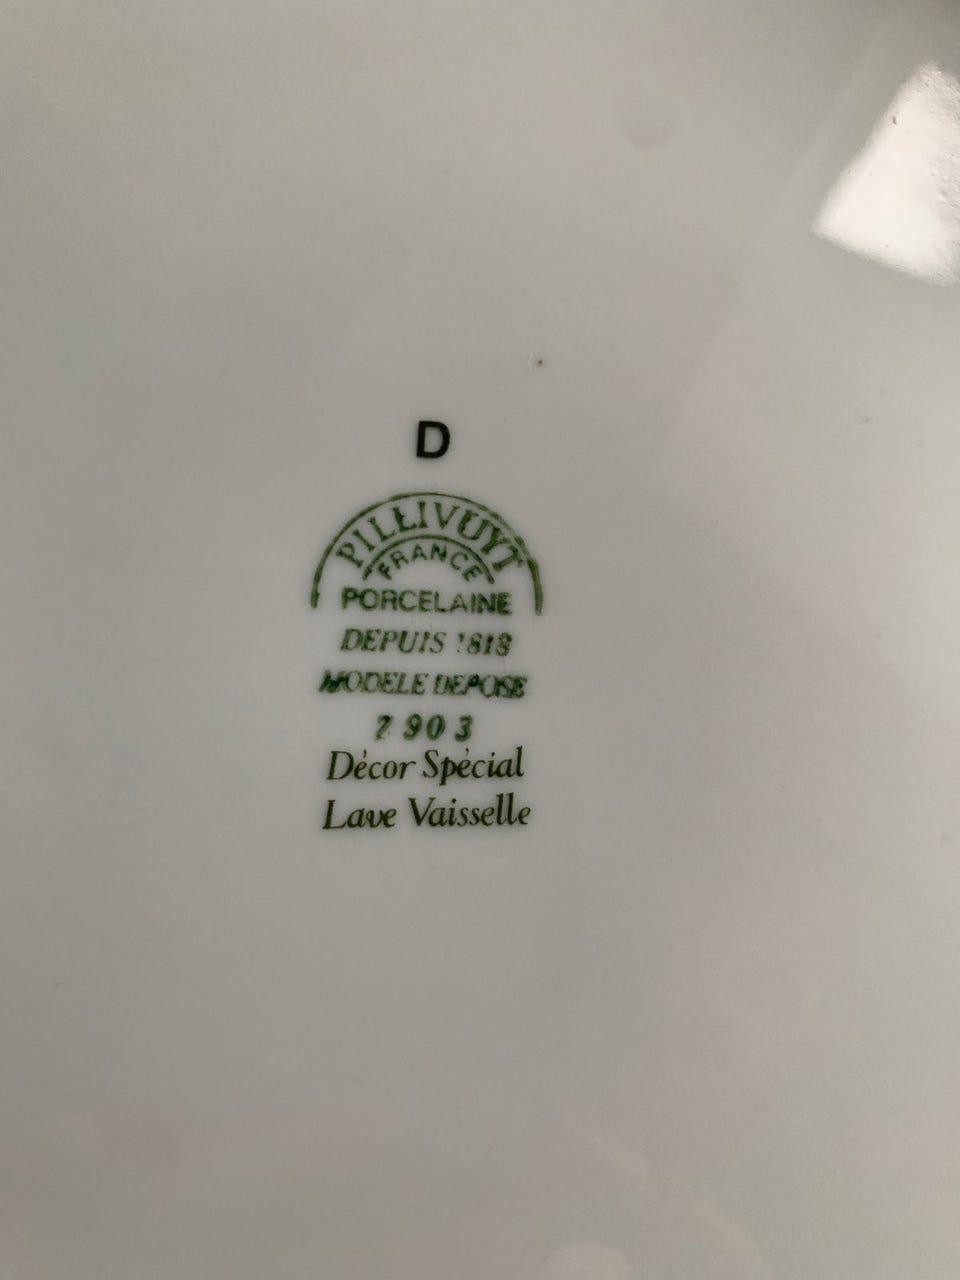 D
PILLIVUYT
FRANCE
PORCELAINE
DEPUIS 1818
MODELE DEPOSE
2903
Décor Spécial
Lave Vaisselle